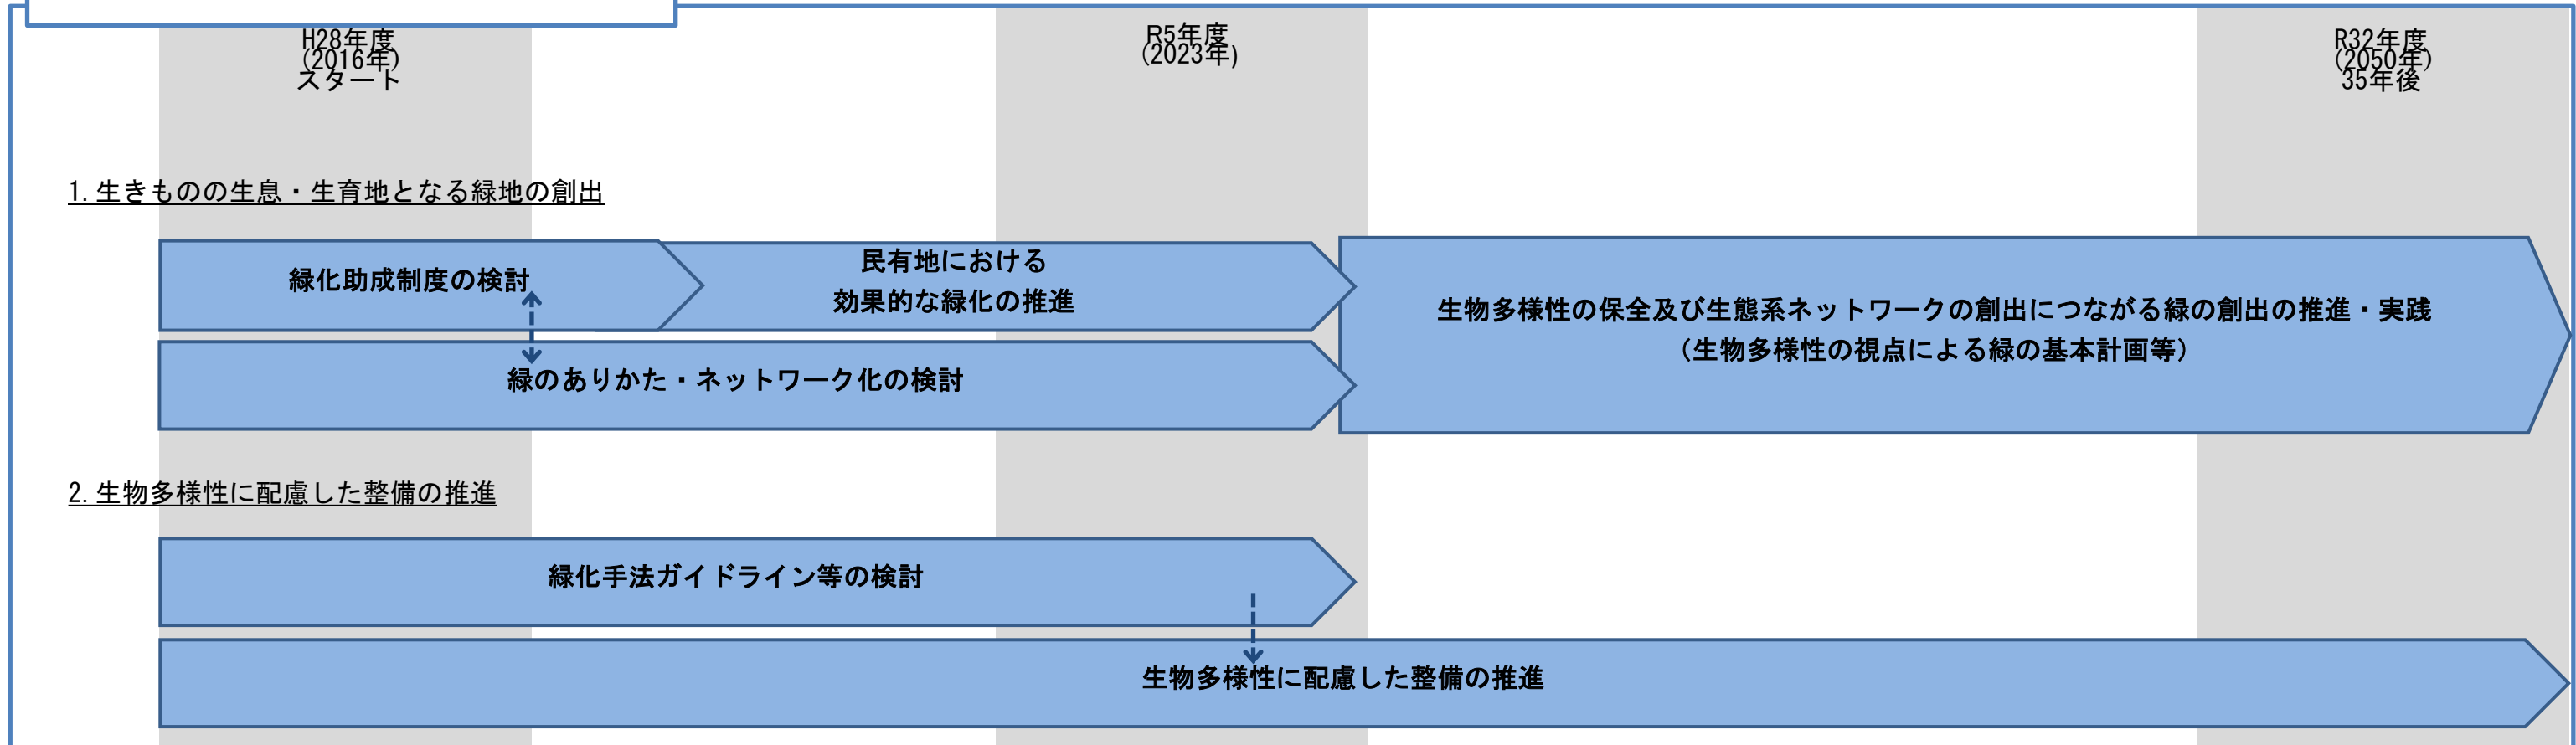 H28年度
(2016年)
スタート
R5年度
(2023年)
R32年度
(2050年)
35年後
1.生きものの生息・生育地となる緑地の創出
緑化助成制度の検討
民有地における
効果的な緑化の推進
生物多様性の保全及び生態系ネットワークの創出につながる緑の創出の推進・実践
（生物多様性の視点による緑の基本計画等）
緑のありかた・ネットワーク化の検討
2.生物多様性に配慮した整備の推進
緑化手法ガイドライン等の検討
生物多様性に配慮した整備の推進